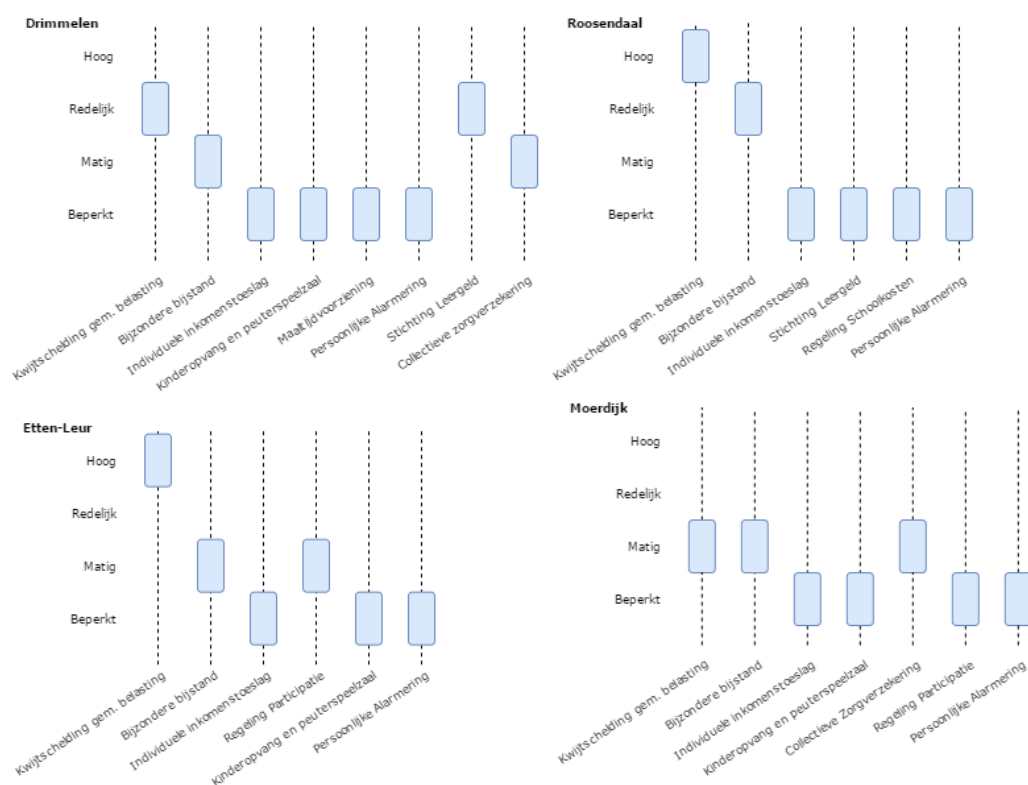 Drimmelen
Hoog
Redelijk
Matig
Beperkt
Kwijtschelding gem. belasting
Bijzondere bijstand
Individuele inkomenstoeslag
Kinderopvang en peuterspeelzaal
Maaltijdvoorziening
Persoonlijke Alarmering
Stichting Leergeld
Collectieve zorgverzekering
Roosendaal
Hoog
Redelijk
Matig
Beperkt
Kwijtschelding gem. belasting
Bijzondere bijstand
Individuele inkomenstoeslag
Stichting Leergeld
Regeling Schoolkosten
Persoonlijke Alarmering
Etten-Leur
Hoog
Redelijk
Matig
Beperkt
Kwijtschelding gem. belasting
Bijzondere bijstand
Individuele inkomenstoeslag
Regeling Participatie
Kinderopvang en peuterspeelzaal
Persoonlijke Alarmering
Moerdijk
Hoog
Redelijk
Matig
Beperkt
Kwijtschelding gem. belasting
Bijzondere bijstand
Individuele inkomenstoeslag
Kinderopvang en peuterspeelzaal
Collectieve Zorgverzekering
Regeling Participatie
Persoonlijke Alarmering